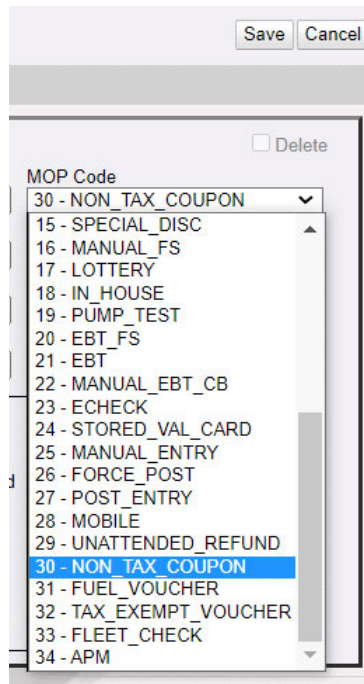 Save Cancel
Delete
MOP Code
30 - NON_TAX_COUPON
15 - SPECIAL_DISC
16 - MANUAL_FS
17 - LOTTERY
18 - IN_HOUSE
19 - PUMP_TEST
20 - EBT_FS
21 - EBT
22 - MANUAL_EBT_CB
23 - ECHECK
24 - STORED_VAL_CARD
25 - MANUAL_ENTRY
26 - FORCE_POST
27 - POST_ENTRY
28 - MOBILE
29 - UNATTENDED_REFUND
30 - NON_TAX_COUPON
31 - FUEL_VOUCHER
32 - TAX_EXEMPT_VOUCHER
33 - FLEET_CHECK
34 - APM